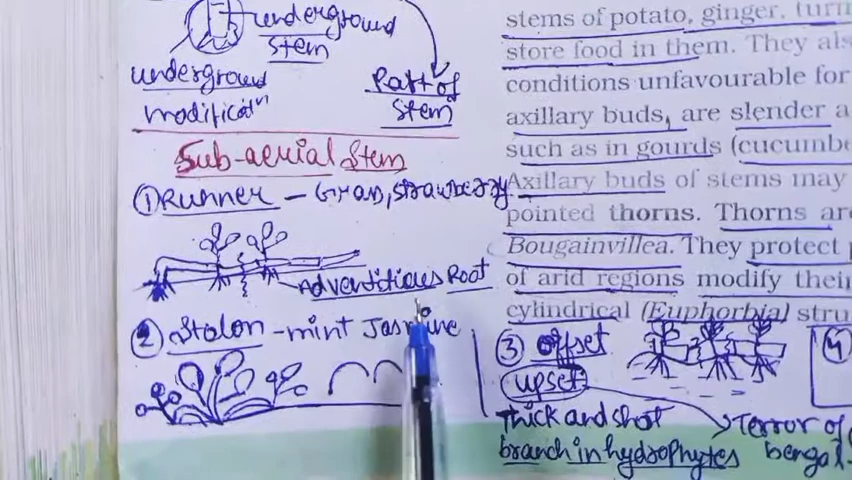 underground
stem
underground
modificatⁿ
Part of
Stem
Sub-aerial Stem
① Runner - Grass, strawberry
Adventitious Root
② Stolon - mint Jasmine
③ offset
upset
Thick and short
branch in hydrophytes
Terror of
bengal
④
stems of potato, ginger,
store food in them. They als
conditions unfavourable for
axillary buds, are slender a
such as in gourds (cucumbe
Axillary buds of stems may
pointed thorns. Thorns are
Bougainvillea. They protect
of arid regions modify their
cylindrical (Euphorbia) stru